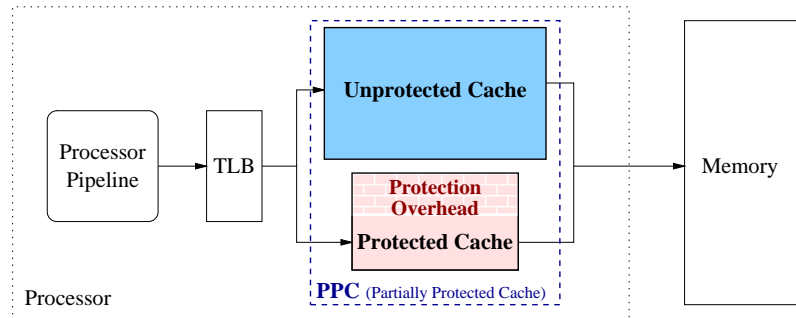 Processor
Pipeline
TLB
Unprotected Cache
Protection
Overhead
Protected Cache
PPC (Partially Protected Cache)
Memory
Processor